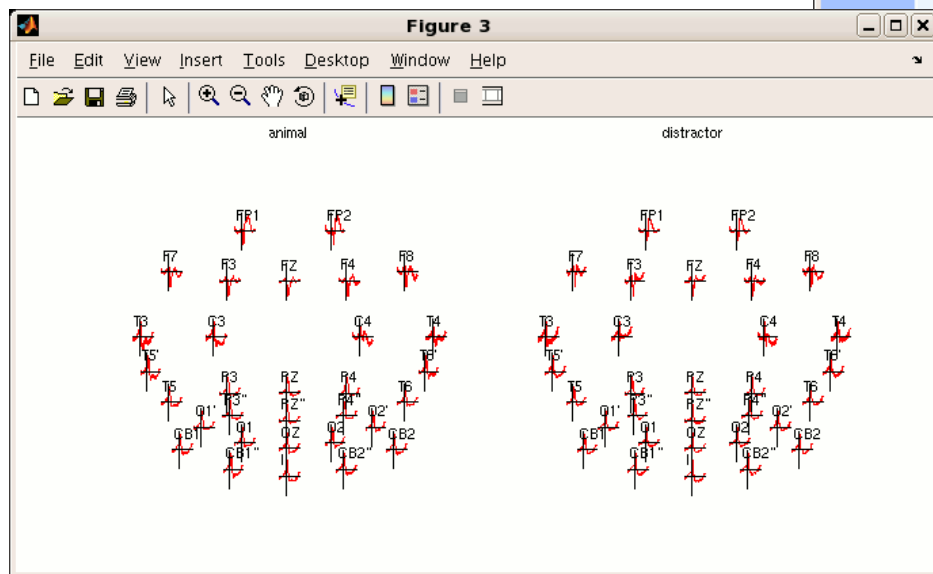 Figure 3
File Edit View Insert Tools Desktop Window Help
animal distractor
FP1 FP2 FP1 FP2
F7 F3 FZ F4 F8 F7 F3 FZ F4 F8
T3 C3 C4 T4 T3 C3 C4 T4
T5' T6' T5' T6'
T5 P3 PZ P4 T6 T5 P3 PZ P4 T6
O1' P3" PZ" P4" O2' O1' P3" PZ" P4" O2'
CB1 O1 OZ O2 CB2 CB1 O1 OZ O2 CB2
CB1" I CB2" CB1" I CB2"